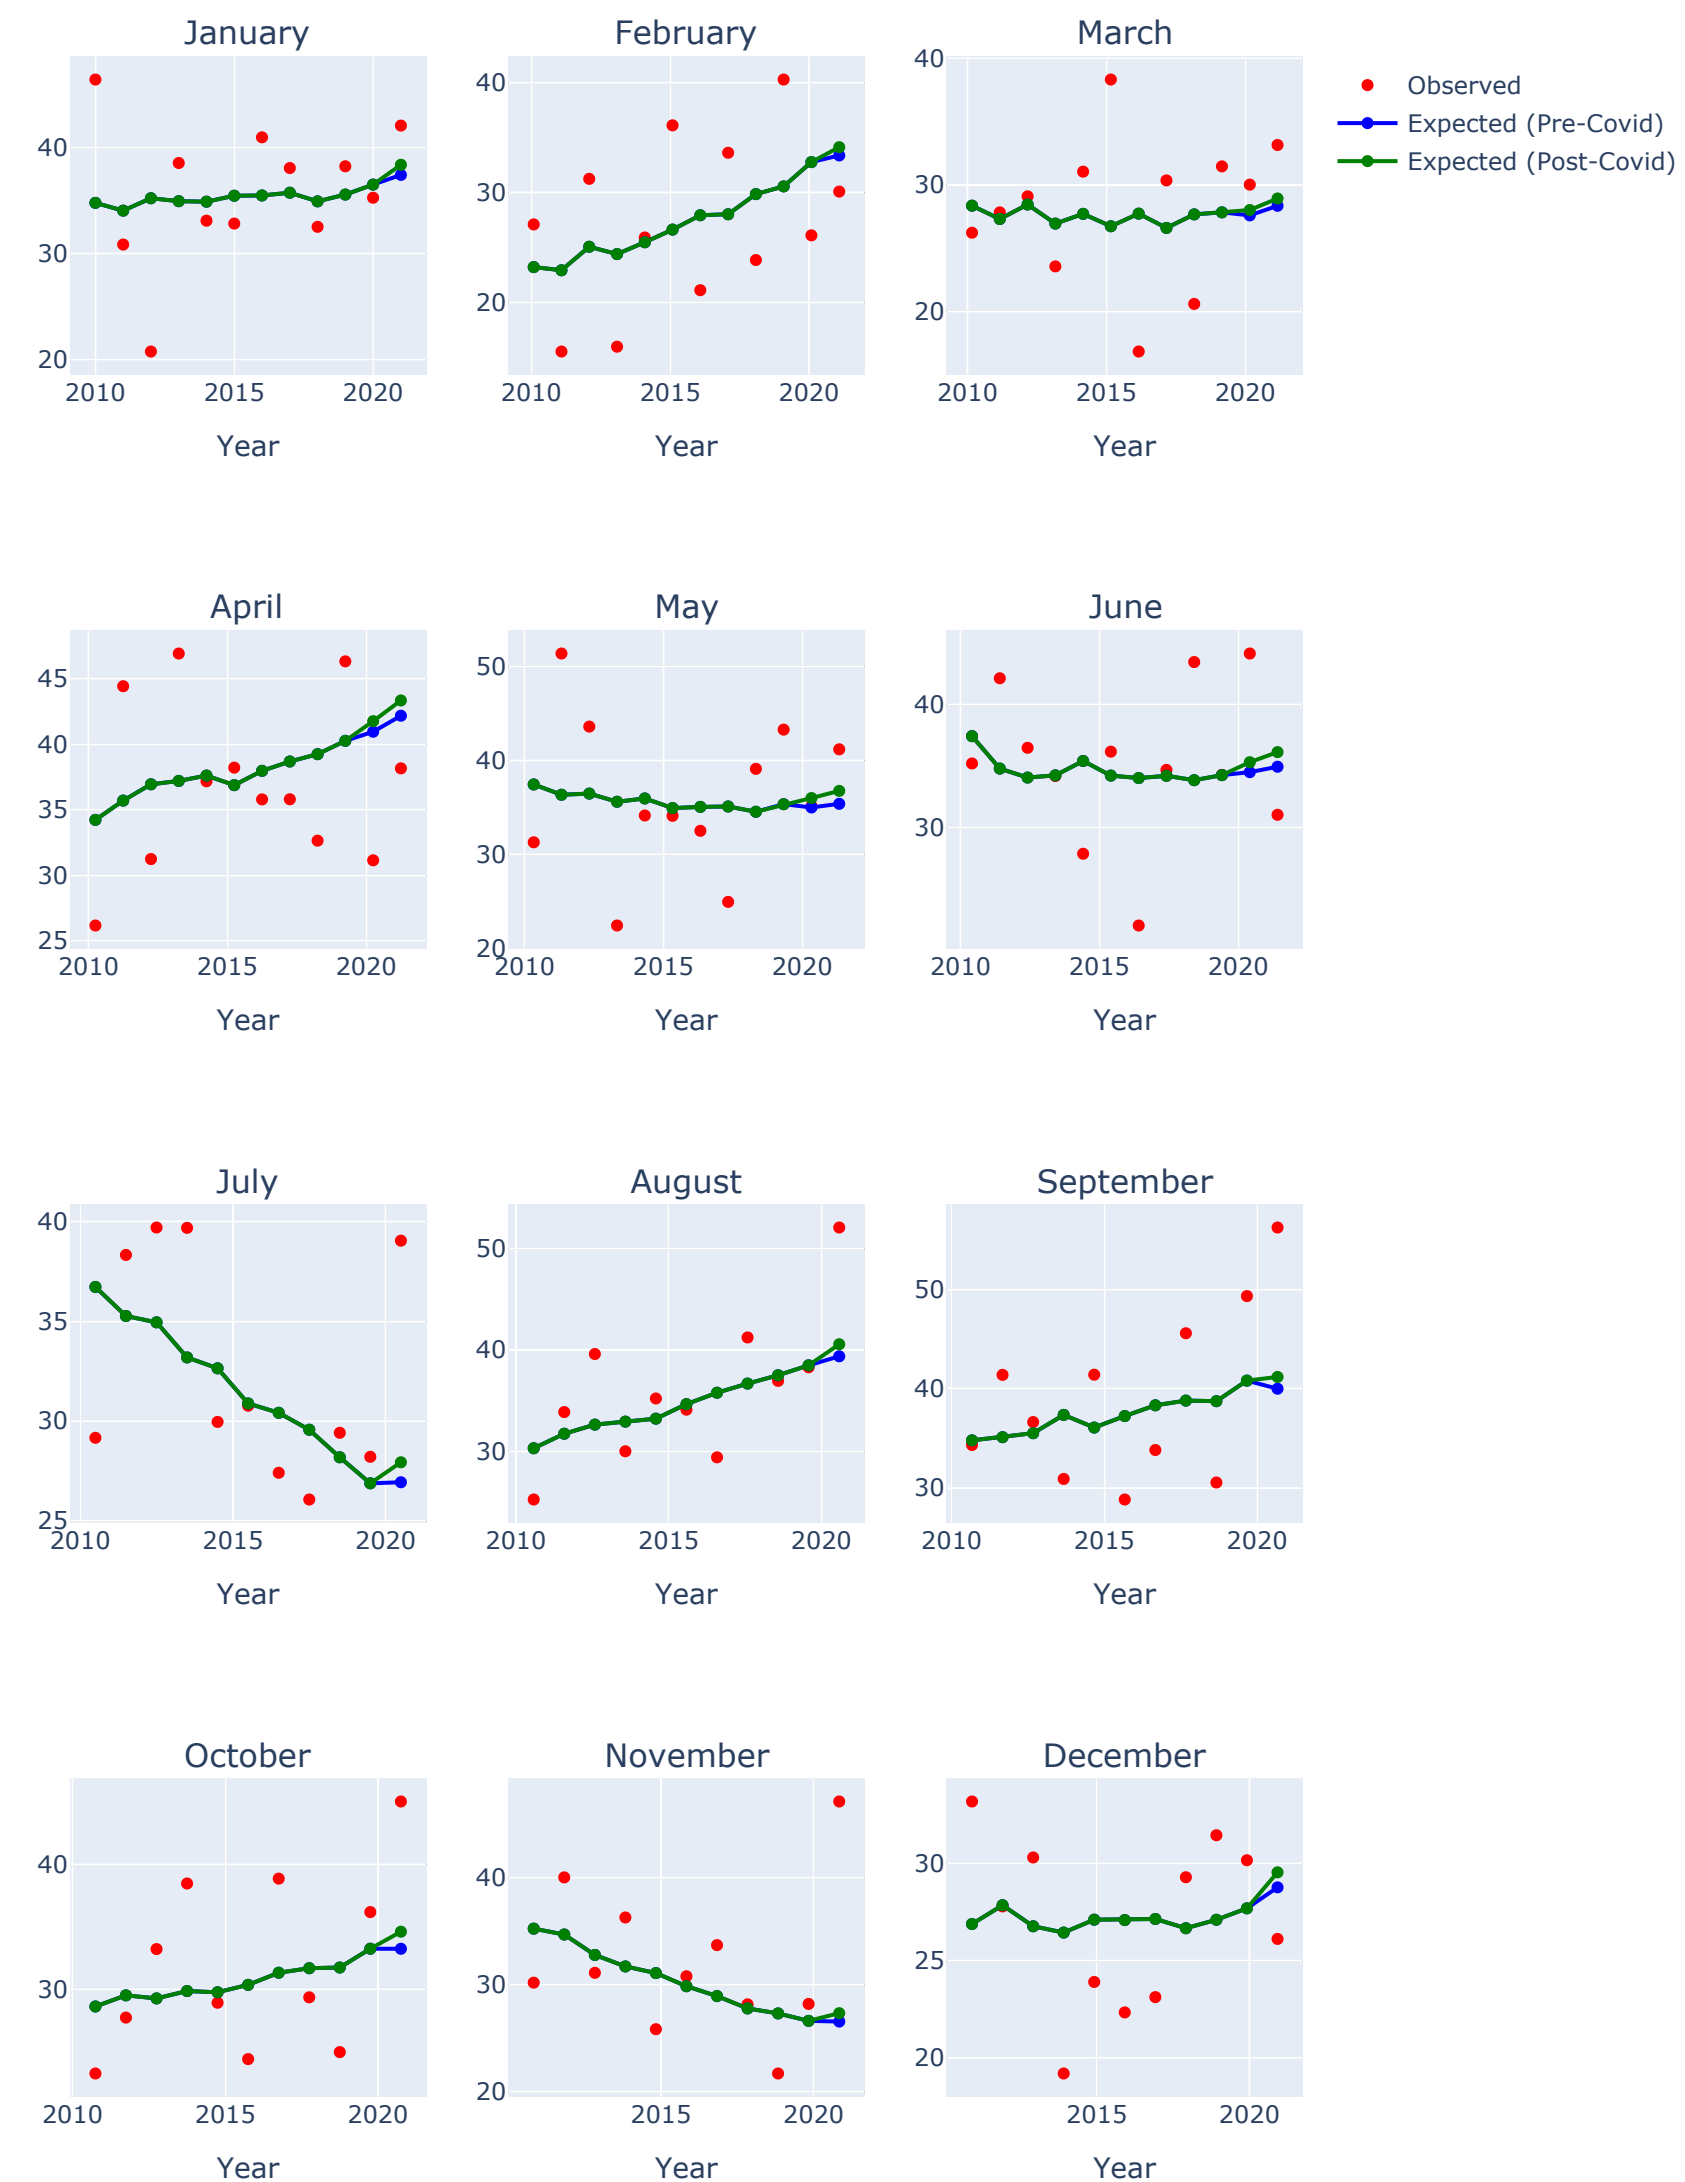 January
February
March
40
30
20
2010
2015
2020
Year
40
30
20
2010
2015
2020
Year
40
30
20
2010
2015
2020
Year
Observed
Expected (Pre-Covid)
Expected (Post-Covid)
April
May
June
45
40
35
30
25
2010
2015
2020
Year
50
40
30
20
2010
2015
2020
Year
40
30
2010
2015
2020
Year
July
August
September
40
35
30
25
2010
2015
2020
Year
50
40
30
2010
2015
2020
Year
50
40
30
2010
2015
2020
Year
October
November
December
40
30
2010
2015
2020
Year
40
30
20
2015
2020
Year
30
25
20
2015
2020
Year